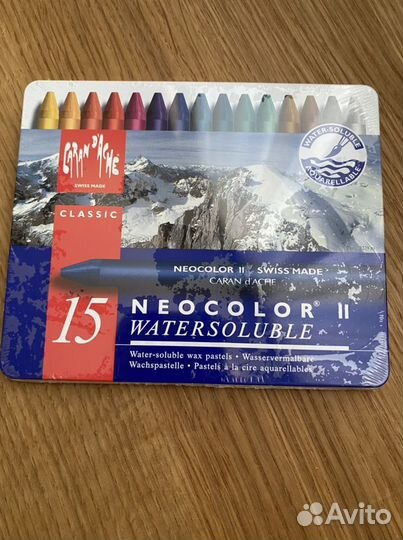 CARAN D'ACHE
SWISS MADE
CLASSIC
15
WATER-SOLUBLE
AQUARELLABLE
NEOCOLOR II / SWISS MADE
CARAN d'ACHE
NEOCOLOR® II
WATERSOLUBLE
Water-soluble wax pastels • Wasservermalbare
Wachspastelle • Pastels à la cire aquarellables
Avito